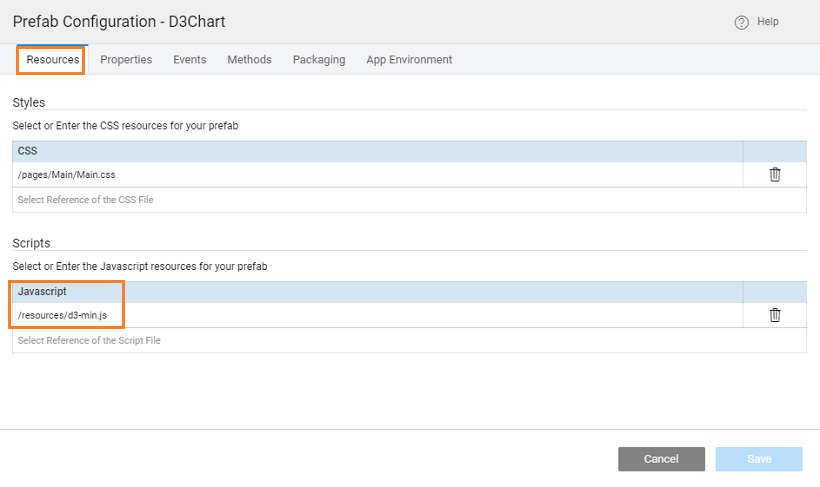 Prefab Configuration - D3Chart
Help
Resources Properties Events Methods Packaging App Environment
Styles
Select or Enter the CSS resources for your prefab
CSS
/pages/Main/Main.css
Select Reference of the CSS File
Scripts
Select or Enter the Javascript resources for your prefab
Javascript
/resources/d3-min.js
Select Reference of the Script File
Cancel Save